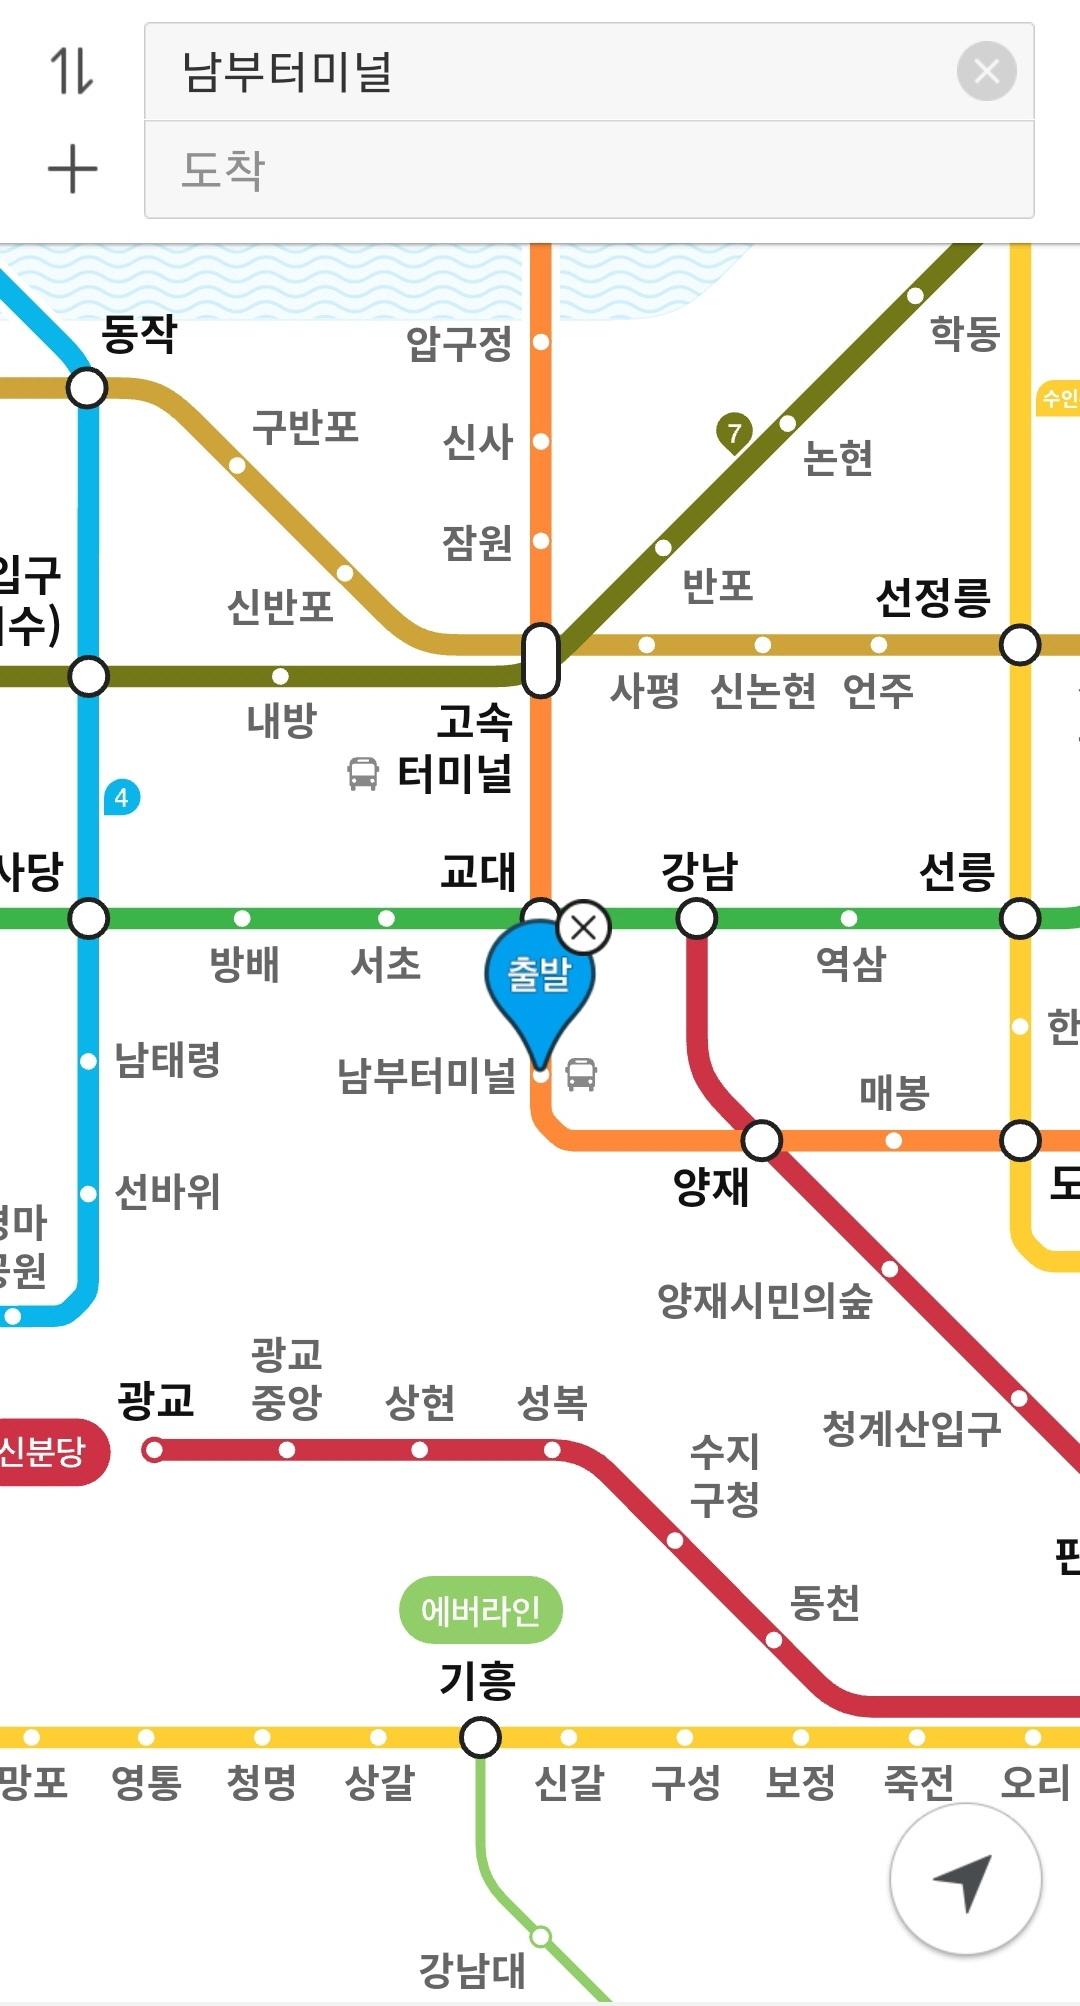 남부터미널
도착
동작
압구정
학동
수인
구반포
신사
7
논현
잠원
입구
수)
신반포
반포
선정릉
사평
신논현
언주
내방
고속
터미널
4
사당
교대
강남
선릉
방배
서초
출발
역삼
한
남태령
남부터미널
매봉
선바위
양재
도
마
공원
양재시민의숲
광교
중앙
광교
상현
성복
청계산입구
신분당
수지
구청
판
동천
에버라인
기흥
망포
영통
청명
상갈
신갈
구성
보정
죽전
오리
강남대